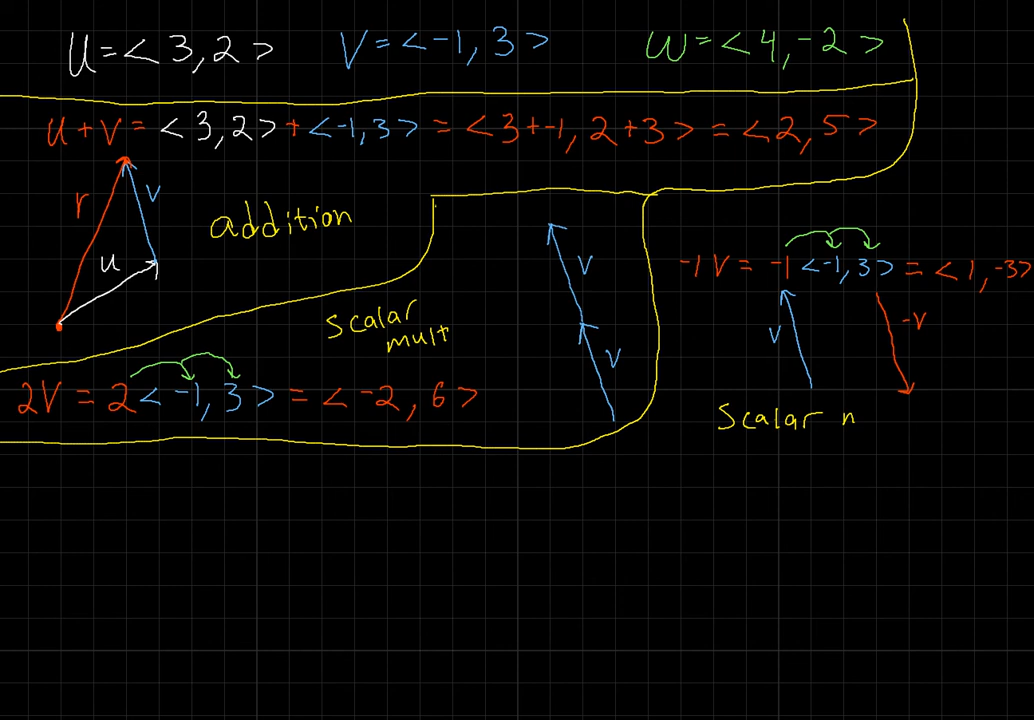 U=<3,2> V=<-1,3> W=<4,-2>
u+v=<3,2>+<-1,3>=<3+-1,2+3>=<2,5>
r
v
u
addition
scalar
mult
2V=2<-1,3>=<-2,6>
V
V
-1V=-1<-1,3>=<1,-3>
V
-V
Scalar n